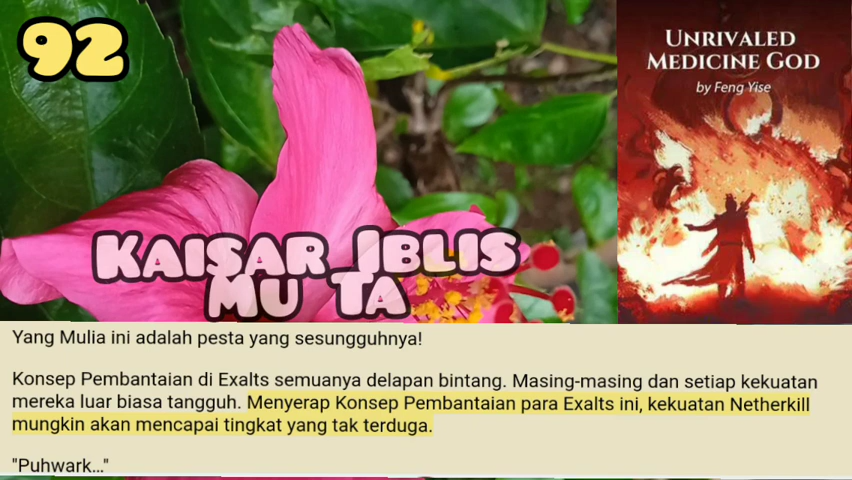 92
UNRIVALED
MEDICINE GOD
by Feng Yise
KAISAR IBLIS
MU TA
Yang Mulia ini adalah pesta yang sesungguhnya!
Konsep Pembantaian di Exalts semuanya delapan bintang. Masing-masing dan setiap kekuatan
mereka luar biasa tangguh. Menyerap Konsep Pembantaian para Exalts ini, kekuatan Netherkill
mungkin akan mencapai tingkat yang tak terduga.
"Puhwark…"